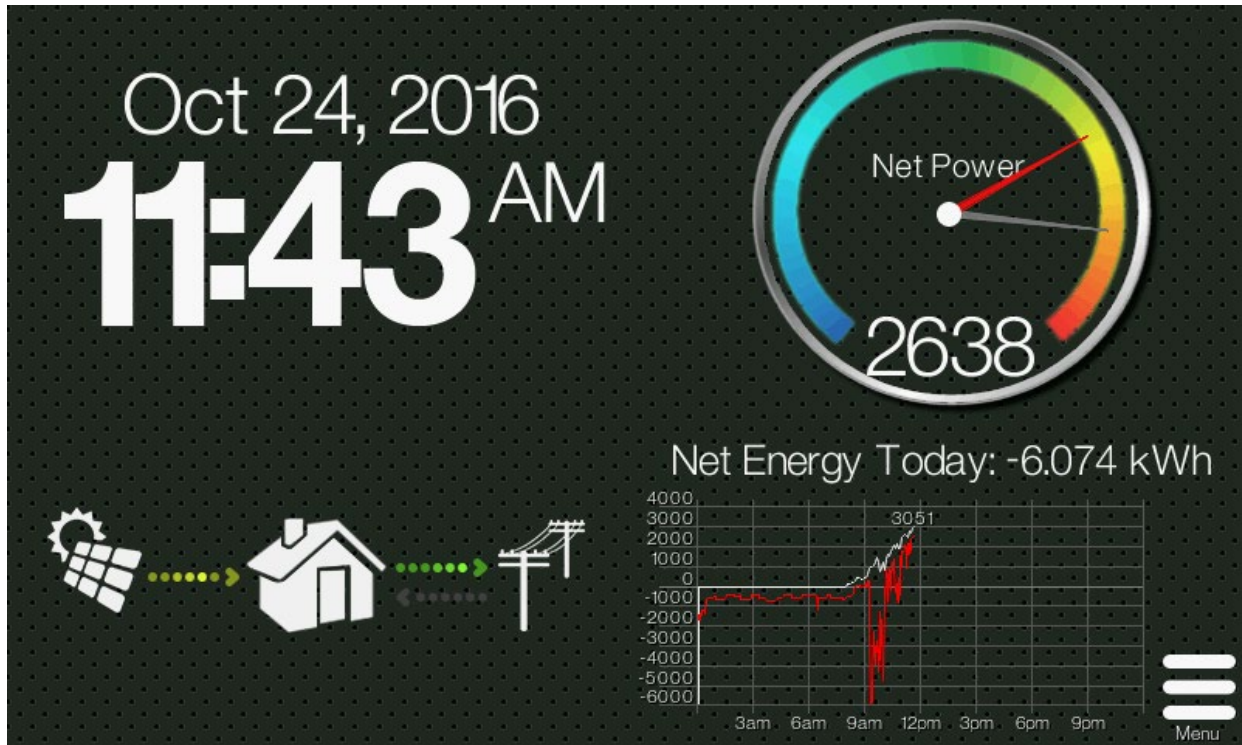 Oct 24, 2016
11:43 AM
Net Power
2638
Net Energy Today: -6.074 kWh
4000
3000
2000
1000
0
-1000
-2000
-3000
-4000
-5000
-6000
3051
3am 6am 9am 12pm 3pm 6pm 9pm
Menu